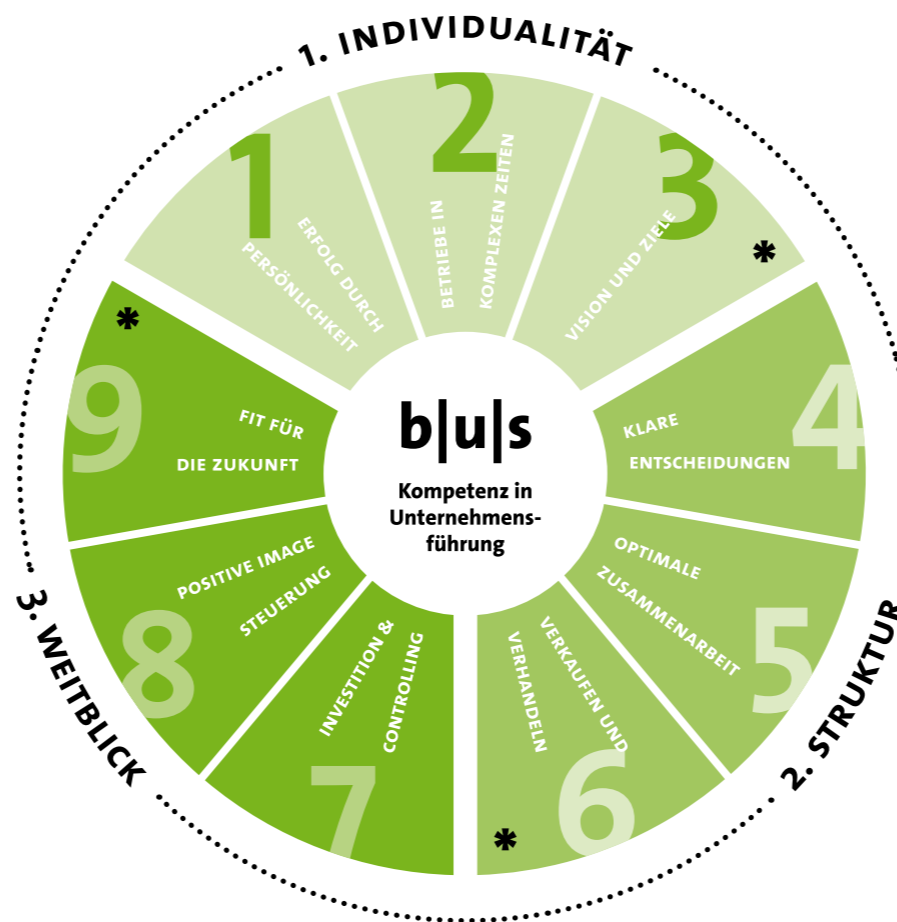 1. INDIVIDUALITÄT
1
ERFOLG DURCH
PERSÖNLICHKEIT
2
BETRIEBE IN
KOMPLEXEN ZEITEN
3
VISION UND ZIELE
*
2. STRUKTUR
4
KLARE
ENTSCHEIDUNGEN
5
OPTIMALE
ZUSAMMENARBEIT
6
VERKAUFEN UND
VERHANDELN
*
3. WEITBLICK
7
INVESTITION &
CONTROLLING
8
POSITIVE IMAGE
STEUERUNG
9
FIT FÜR
DIE ZUKUNFT
*
b|u|s
Kompetenz in
Unternehmens-
führung